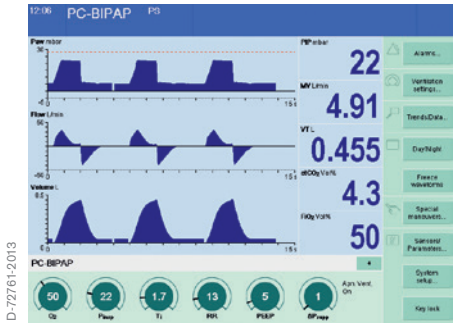 12:06 PC-BIPAP PS
Paw mbar
30
-0
0
15 s
Flow L/min
50
-50
0
15 s
Volume L
0.5
0
15 s
PIP mbar
22
MV L/min
4.91
VT L
0.455
etCO2 Vol%
4.3
FiO2 Vol%
50
Alarms...
Ventilation settings...
Trends/Data...
Day/Night
Freeze waveforms
Special maneuvers...
Sensors/ Parameters...
System setup...
Key lock
PC-BIPAP
50 22 1.7 13 5 1
Apn. Vent. On
O2 Pinsp Ti RR PEEP ΔPsupp
D-72761-2013